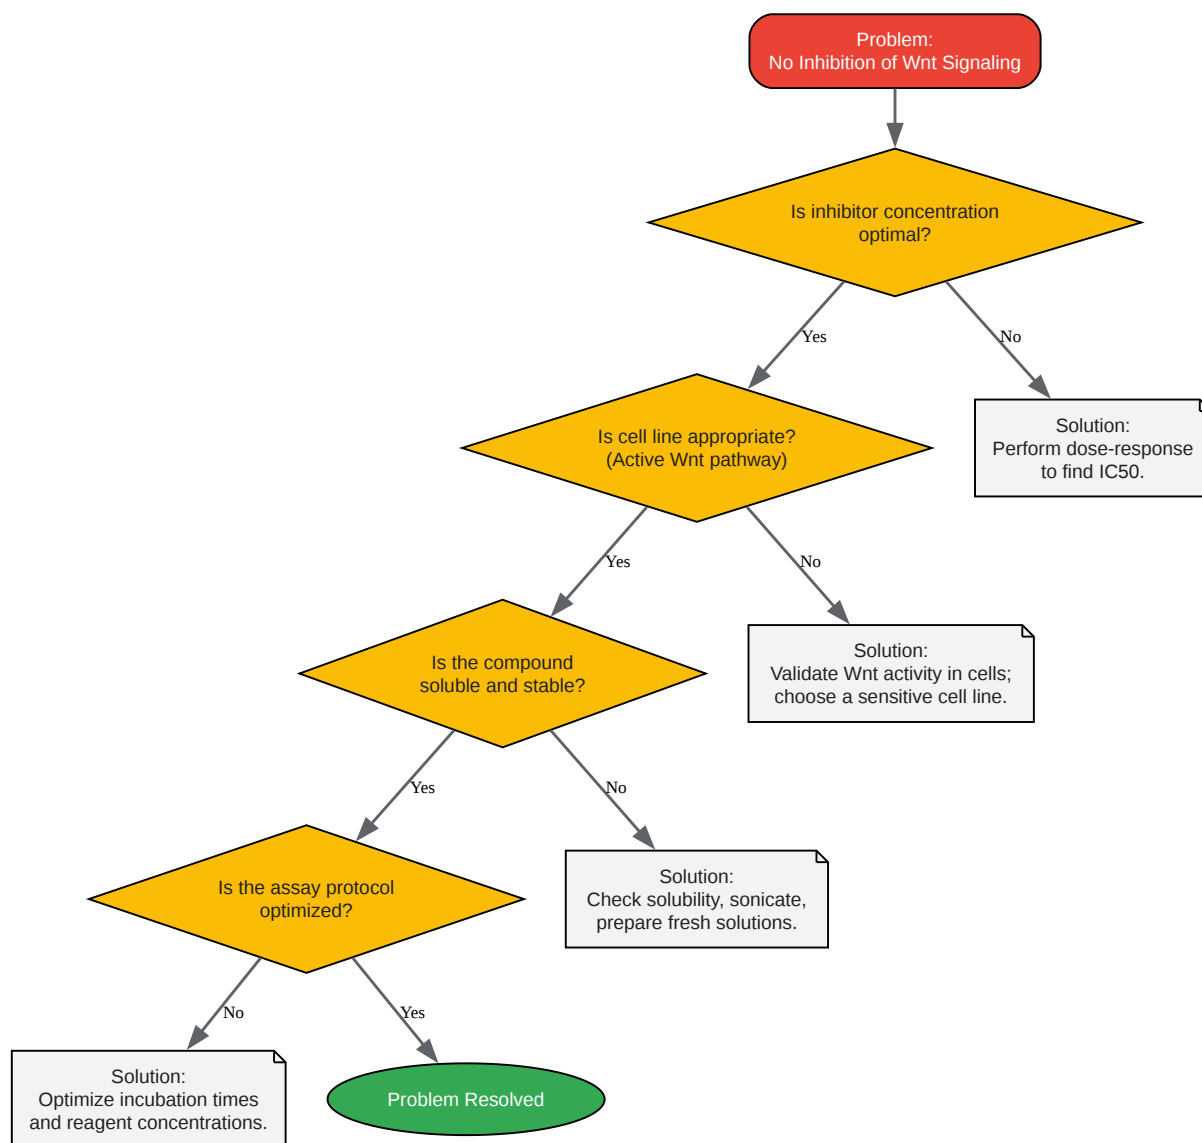 Problem:
No Inhibition of Wnt Signaling
Is inhibitor concentration
optimal?
Yes
No
Is cell line appropriate?
(Active Wnt pathway)
Solution:
Perform dose-response
to find IC50.
Yes
No
Is the compound
soluble and stable?
Solution:
Validate Wnt activity in cells;
choose a sensitive cell line.
Yes
No
Is the assay protocol
optimized?
Solution:
Check solubility, sonicate,
prepare fresh solutions.
No
Yes
Solution:
Optimize incubation times
and reagent concentrations.
Problem Resolved